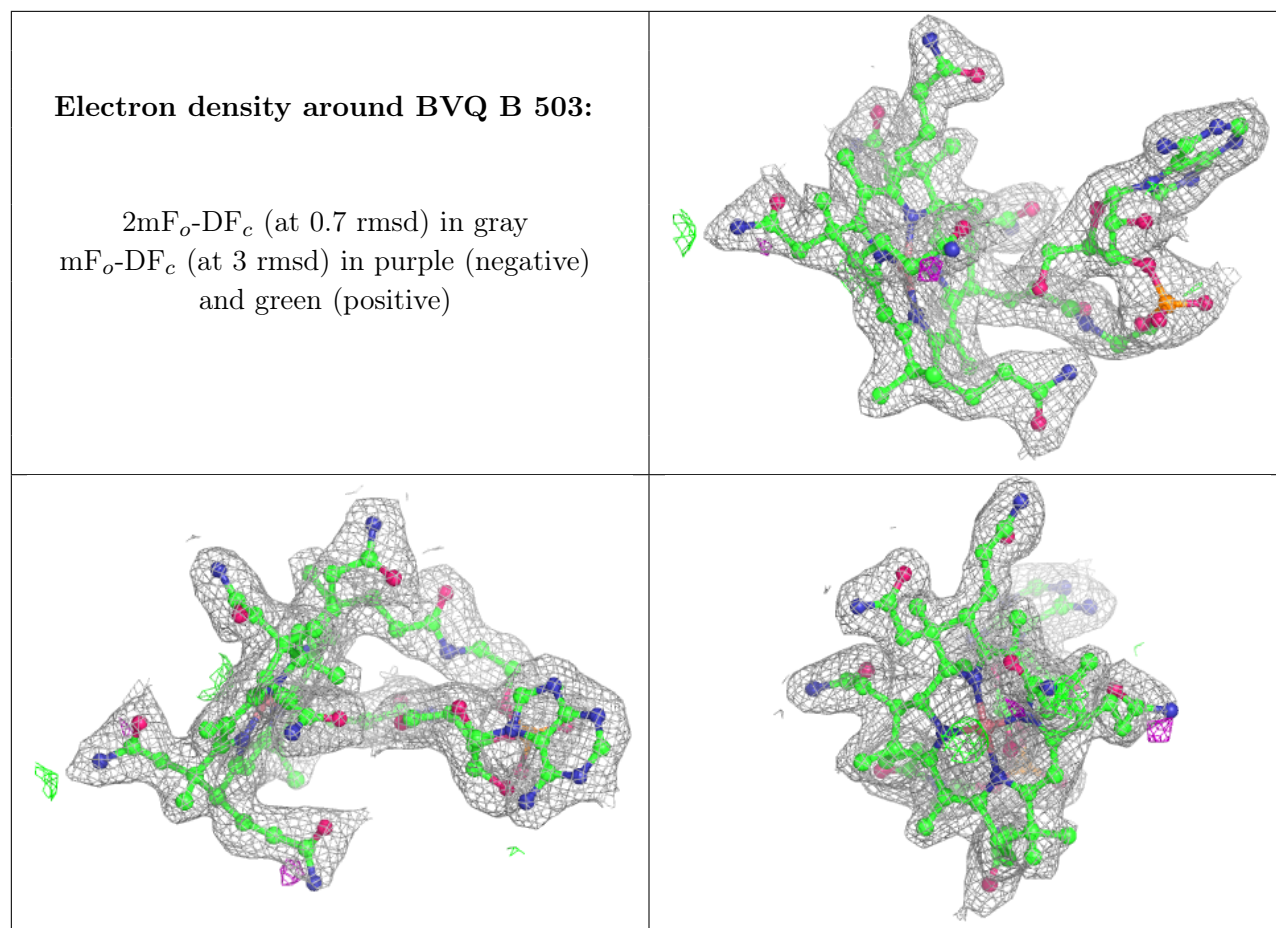 Electron density around BVQ B 503:
2mFₒ-DF𝒸 (at 0.7 rmsd) in gray
mFₒ-DF𝒸 (at 3 rmsd) in purple (negative)
and green (positive)